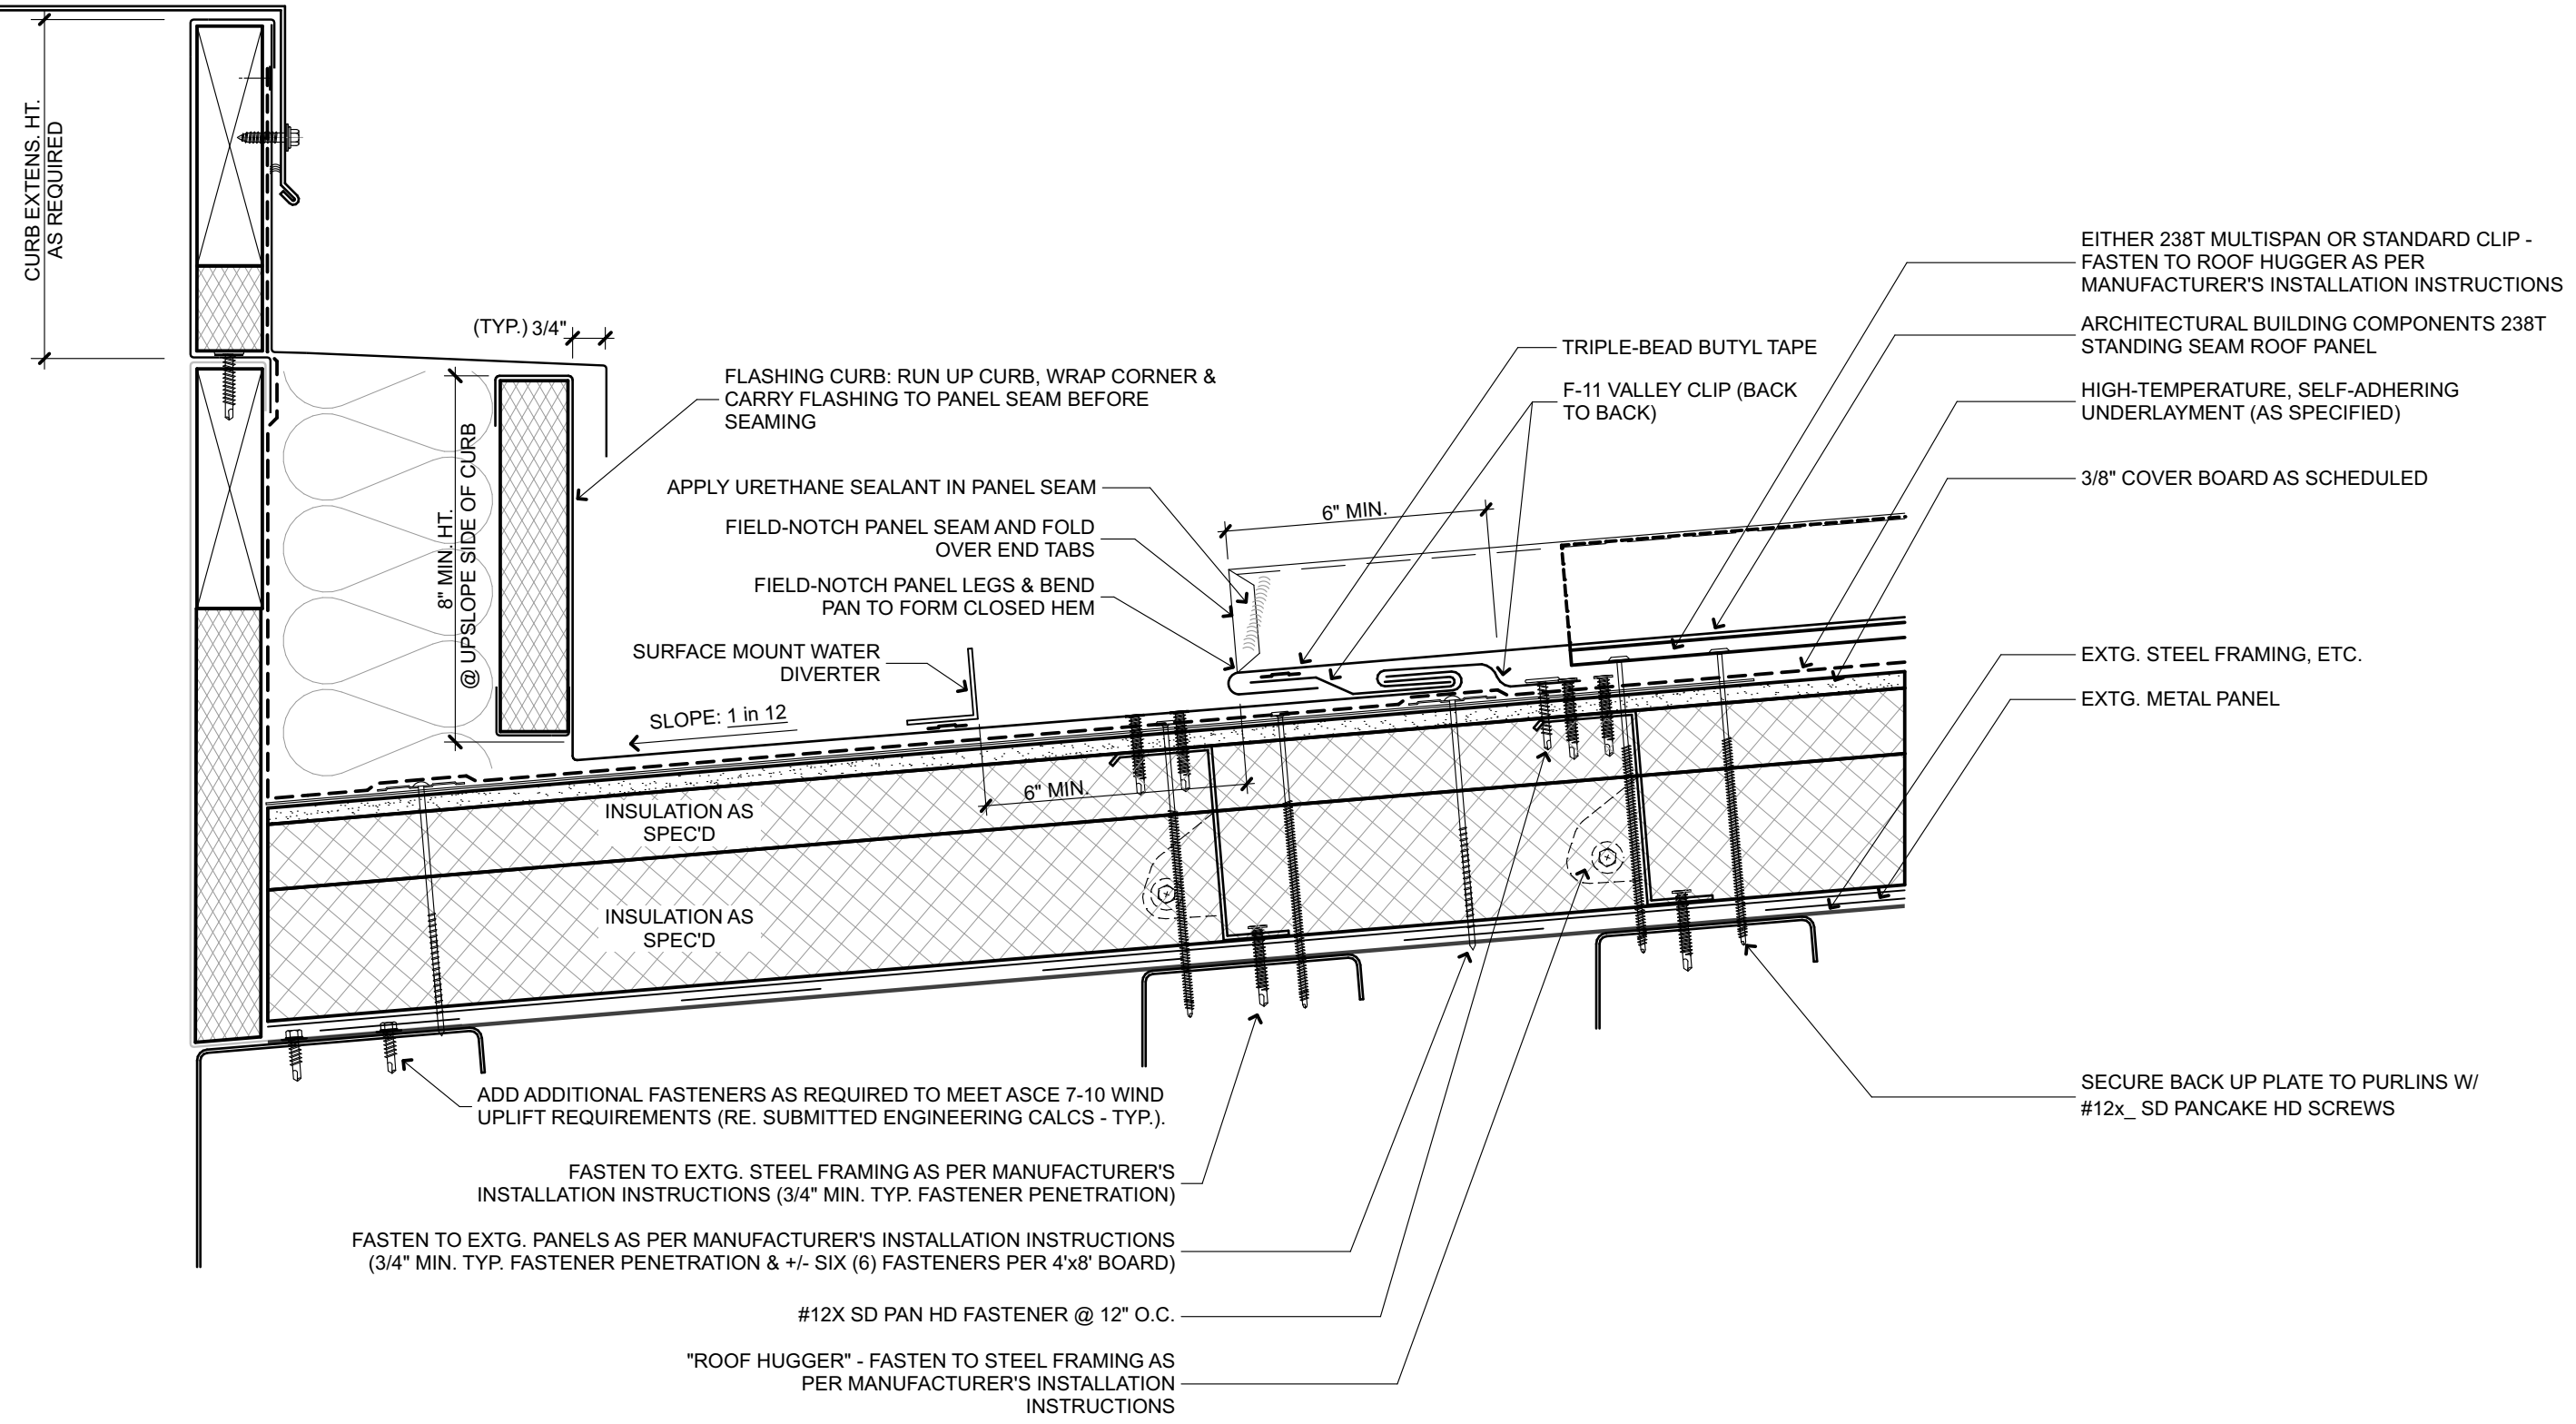 CURB EXTENS. HT.
AS REQUIRED
(TYP.) 3/4"
FLASHING CURB: RUN UP CURB, WRAP CORNER &
CARRY FLASHING TO PANEL SEAM BEFORE
SEAMING
8" MIN. HT.
@ UPSLOPE SIDE OF CURB
APPLY URETHANE SEALANT IN PANEL SEAM
FIELD-NOTCH PANEL SEAM AND FOLD
OVER END TABS
FIELD-NOTCH PANEL LEGS & BEND
PAN TO FORM CLOSED HEM
SURFACE MOUNT WATER
DIVERTER
SLOPE: 1 in 12
6" MIN.
6" MIN.
INSULATION AS
SPEC'D
INSULATION AS
SPEC'D
TRIPLE-BEAD BUTYL TAPE
F-11 VALLEY CLIP (BACK
TO BACK)
EITHER 238T MULTISPAN OR STANDARD CLIP -
FASTEN TO ROOF HUGGER AS PER
MANUFACTURER'S INSTALLATION INSTRUCTIONS
ARCHITECTURAL BUILDING COMPONENTS 238T
STANDING SEAM ROOF PANEL
HIGH-TEMPERATURE, SELF-ADHERING
UNDERLAYMENT (AS SPECIFIED)
3/8" COVER BOARD AS SCHEDULED
EXTG. STEEL FRAMING, ETC.
EXTG. METAL PANEL
SECURE BACK UP PLATE TO PURLINS W/
#12x_ SD PANCAKE HD SCREWS
ADD ADDITIONAL FASTENERS AS REQUIRED TO MEET ASCE 7-10 WIND
UPLIFT REQUIREMENTS (RE. SUBMITTED ENGINEERING CALCS - TYP.).
FASTEN TO EXTG. STEEL FRAMING AS PER MANUFACTURER'S
INSTALLATION INSTRUCTIONS (3/4" MIN. TYP. FASTENER PENETRATION)
FASTEN TO EXTG. PANELS AS PER MANUFACTURER'S INSTALLATION INSTRUCTIONS
(3/4" MIN. TYP. FASTENER PENETRATION & +/- SIX (6) FASTENERS PER 4'x8' BOARD)
#12X SD PAN HD FASTENER @ 12" O.C.
"ROOF HUGGER" - FASTEN TO STEEL FRAMING AS
PER MANUFACTURER'S INSTALLATION
INSTRUCTIONS